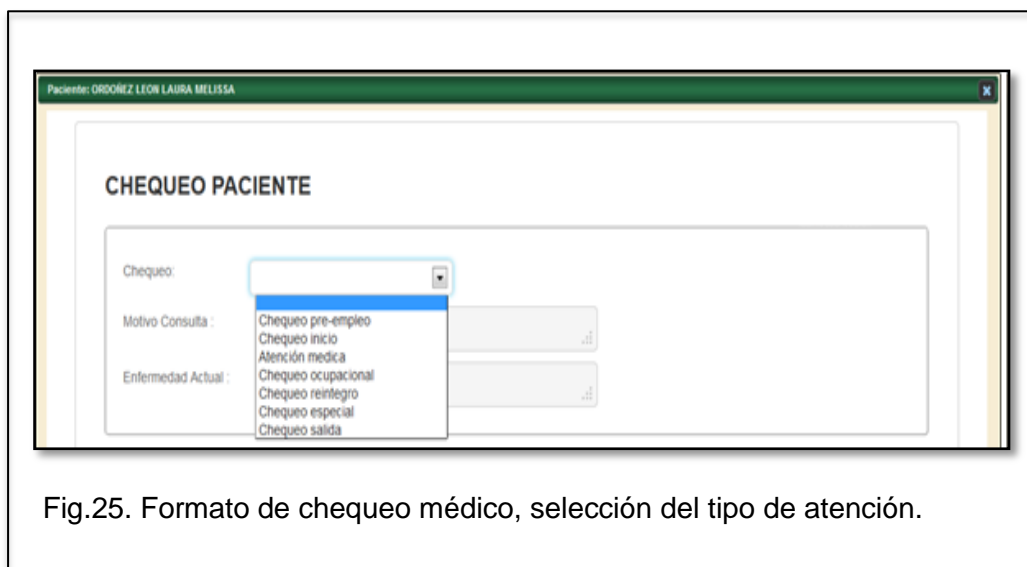 Paciente: ORDOÑEZ LEON LAURA MELISSA
x
CHEQUEO PACIENTE
Chequeo:
Motivo Consulta :
Chequeo pre-empleo
Chequeo inicio
Atención medica
Enfermedad Actual :
Chequeo ocupacional
Chequeo reintegro
Chequeo especial
Chequeo salida
Fig.25. Formato de chequeo médico, selección del tipo de atención.